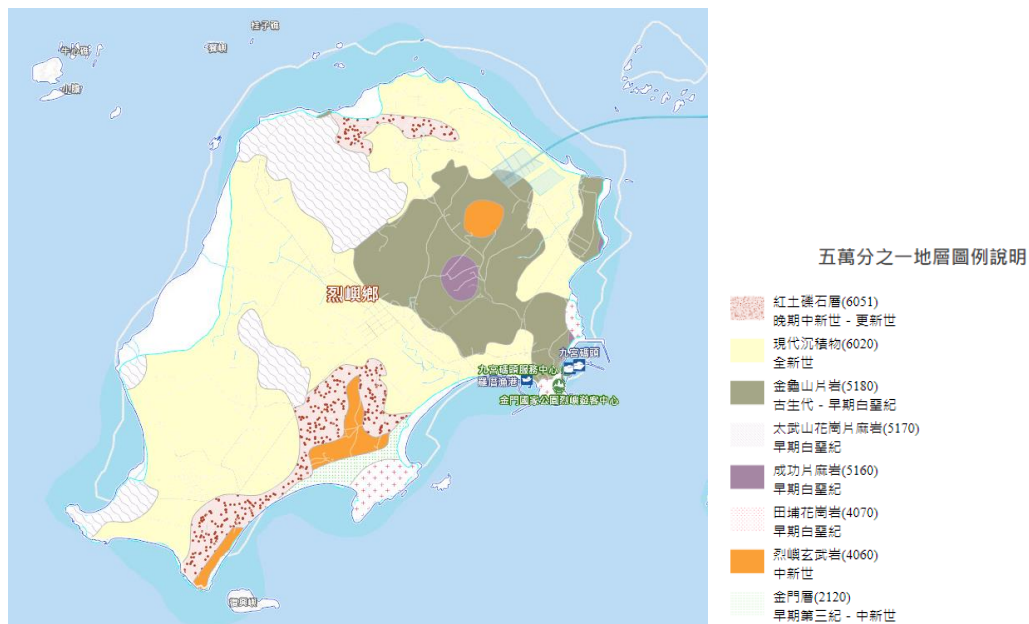 桂子礁
牛心礁
小擔
烈嶼鄉
九宮碼頭
九宮碼頭服務中心
羅厝漁港
金門國家公園烈嶼遊客中心
五萬分之一地層圖例說明
紅土礫石層(6051)
晚期中新世 - 更新世
現代沉積物(6020)
全新世
金龜山片岩(5180)
古生代 - 早期白堊紀
太武山花崗片麻岩(5170)
早期白堊紀
成功片麻岩(5160)
早期白堊紀
田埔花崗岩(4070)
早期白堊紀
烈嶼玄武岩(4060)
中新世
金門層(2120)
早期第三紀 - 中新世